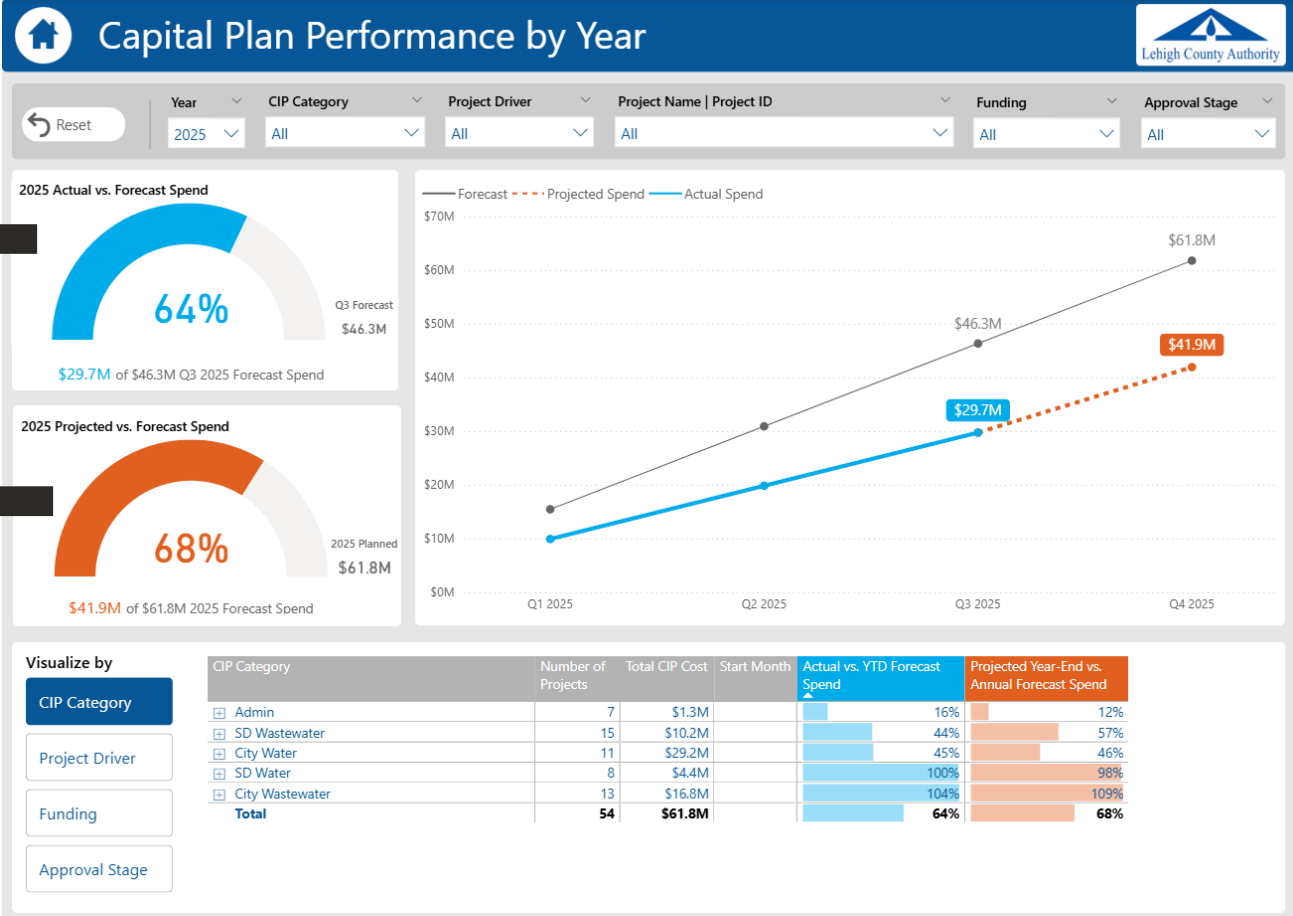 Capital Plan Performance by Year
Lehigh County Authority
Reset
Year
2025
CIP Category
All
Project Driver
All
Project Name | Project ID
All
Funding
All
Approval Stage
All
2025 Actual vs. Forecast Spend
64%
Q3 Forecast
$46.3M
$29.7M of $46.3M Q3 2025 Forecast Spend
2025 Projected vs. Forecast Spend
68%
2025 Planned
$61.8M
$41.9M of $61.8M 2025 Forecast Spend
Forecast Projected Spend Actual Spend
$70M
$60M
$50M
$40M
$30M
$20M
$10M
$0M
$61.8M
$46.3M
$41.9M
$29.7M
Q1 2025 Q2 2025 Q3 2025 Q4 2025
Visualize by
CIP Category
Project Driver
Funding
Approval Stage
CIP Category Number of Projects Total CIP Cost Start Month Actual vs. YTD Forecast Spend Projected Year-End vs. Annual Forecast Spend
Admin 7 $1.3M 16% 12%
SD Wastewater 15 $10.2M 44% 57%
City Water 11 $29.2M 45% 46%
SD Water 8 $4.4M 100% 98%
City Wastewater 13 $16.8M 104% 109%
Total 54 $61.8M 64% 68%